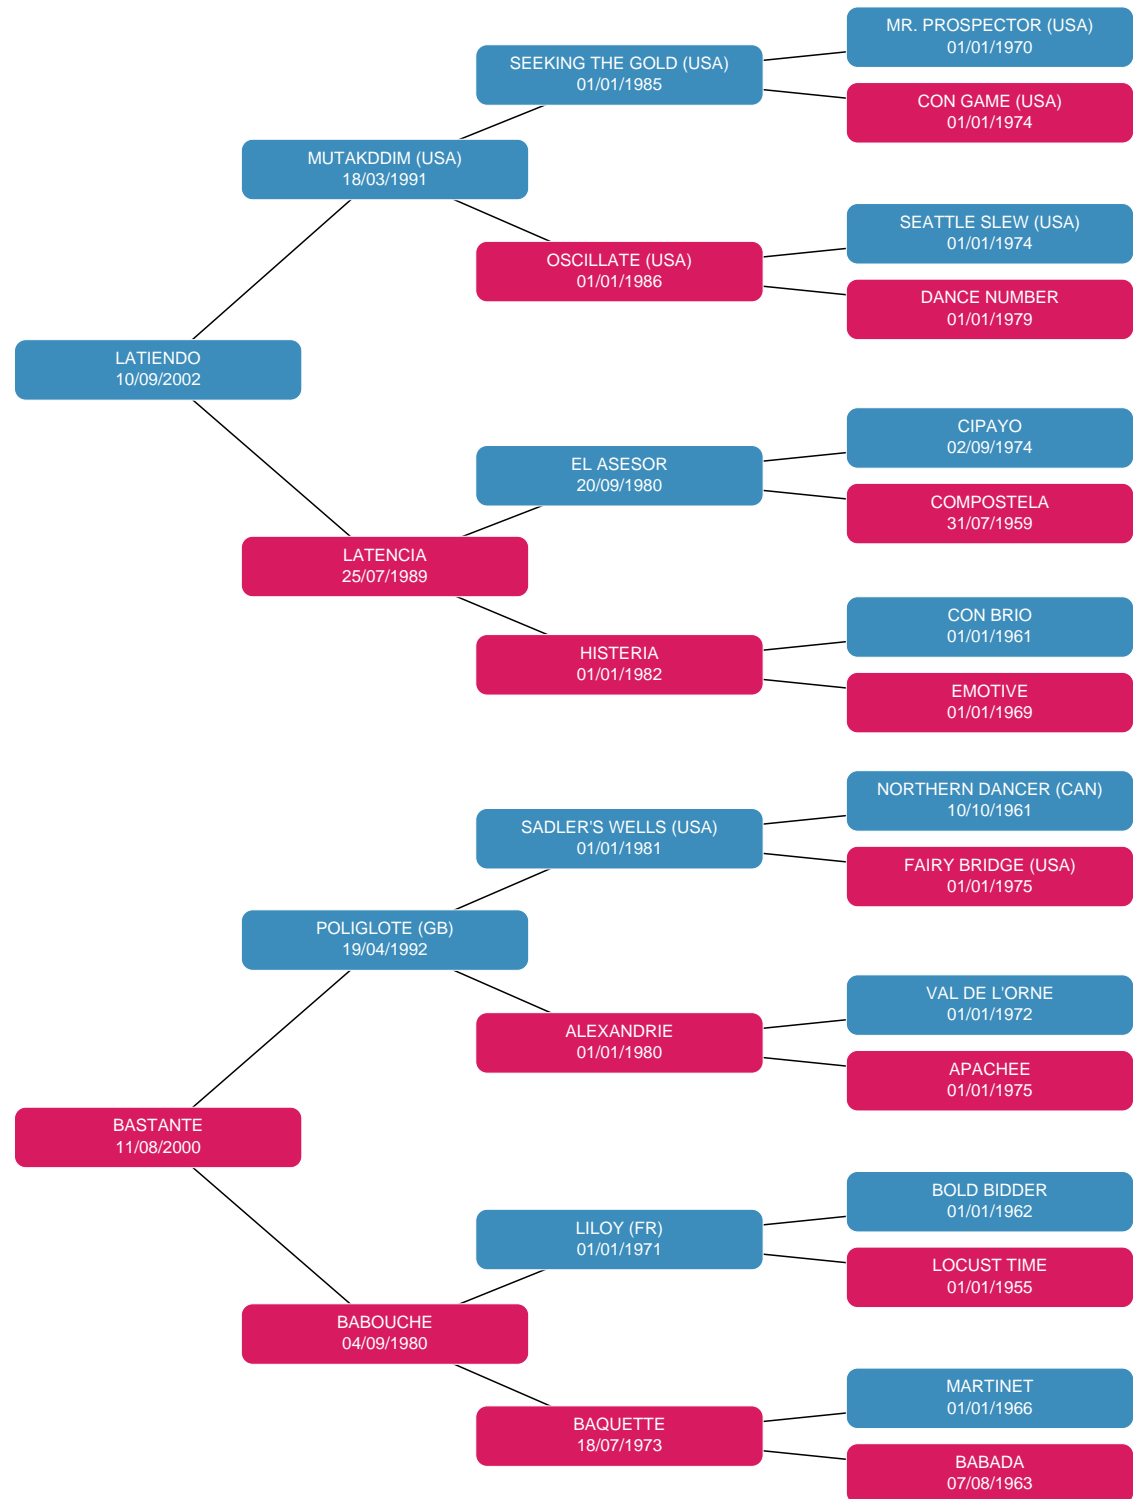 MR. PROSPECTOR (USA)
01/01/1970
SEEKING THE GOLD (USA)
01/01/1985
CON GAME (USA)
01/01/1974
MUTAKDDIM (USA)
18/03/1991
SEATTLE SLEW (USA)
01/01/1974
OSCILLATE (USA)
01/01/1986
DANCE NUMBER
01/01/1979
LATIENDO
10/09/2002
CIPAYO
02/09/1974
EL ASESOR
20/09/1980
COMPOSTELA
31/07/1959
LATENCIA
25/07/1989
CON BRIO
01/01/1961
HISTERIA
01/01/1982
EMOTIVE
01/01/1969
NORTHERN DANCER (CAN)
10/10/1961
SADLER'S WELLS (USA)
01/01/1981
FAIRY BRIDGE (USA)
01/01/1975
POLIGLOTE (GB)
19/04/1992
VAL DE L'ORNE
01/01/1972
ALEXANDRIE
01/01/1980
APACHEE
01/01/1975
BASTANTE
11/08/2000
BOLD BIDDER
01/01/1962
LILOY (FR)
01/01/1971
LOCUST TIME
01/01/1955
BABOUCHE
04/09/1980
MARTINET
01/01/1966
BAQUETTE
18/07/1973
BABADA
07/08/1963